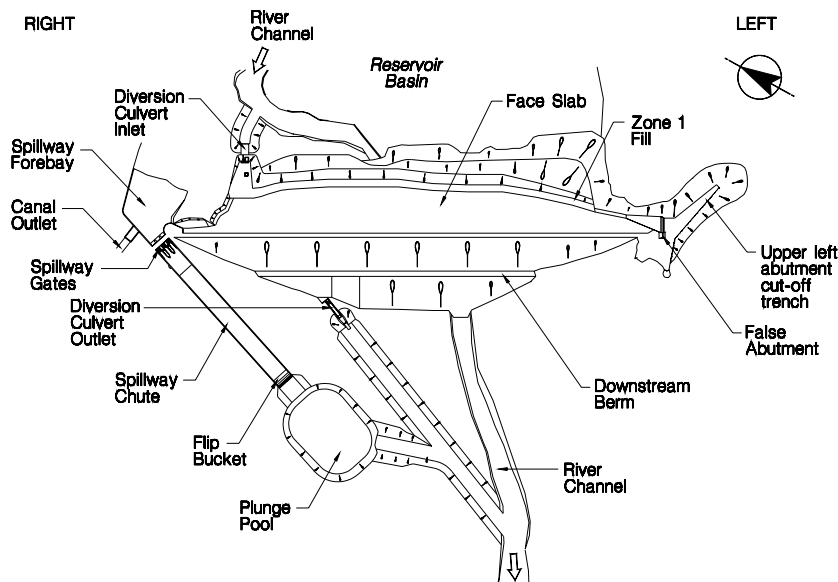 RIGHT
River
Channel
Reservoir
Basin
LEFT
Diversion
Culvert
Inlet
Face Slab
Zone 1
Fill
Spillway
Forebay
Canal
Outlet
Spillway
Gates
Upper left
abutment
cut-off
trench
Diversion
Culvert
Outlet
False
Abutment
Spillway
Chute
Downstream
Berm
Flip
Bucket
River
Channel
Plunge
Pool